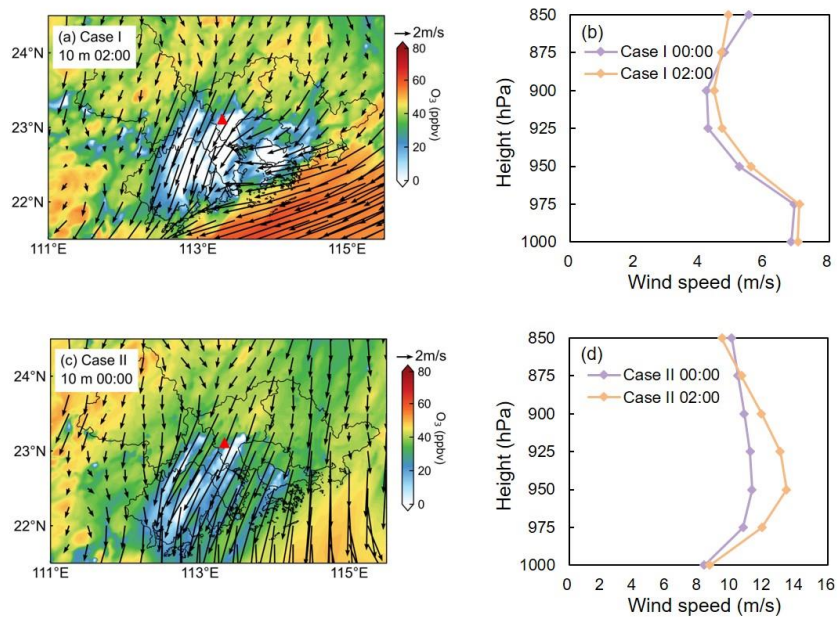 (a) Case I
10 m 02:00
24°N
23°N
22°N
111°E
113°E
115°E
2m/s
80
60
40
20
0
O₃ (ppbv)
(b)
Case I 00:00
Case I 02:00
Height (hPa)
850
875
900
925
950
975
1000
0
2
4
6
8
Wind speed (m/s)
(c) Case II
10 m 00:00
24°N
23°N
22°N
111°E
113°E
115°E
2m/s
80
60
40
20
0
O₃ (ppbv)
(d)
Case II 00:00
Case II 02:00
Height (hPa)
850
875
900
925
950
975
1000
0
2
4
6
8
10
12
14
16
Wind speed (m/s)